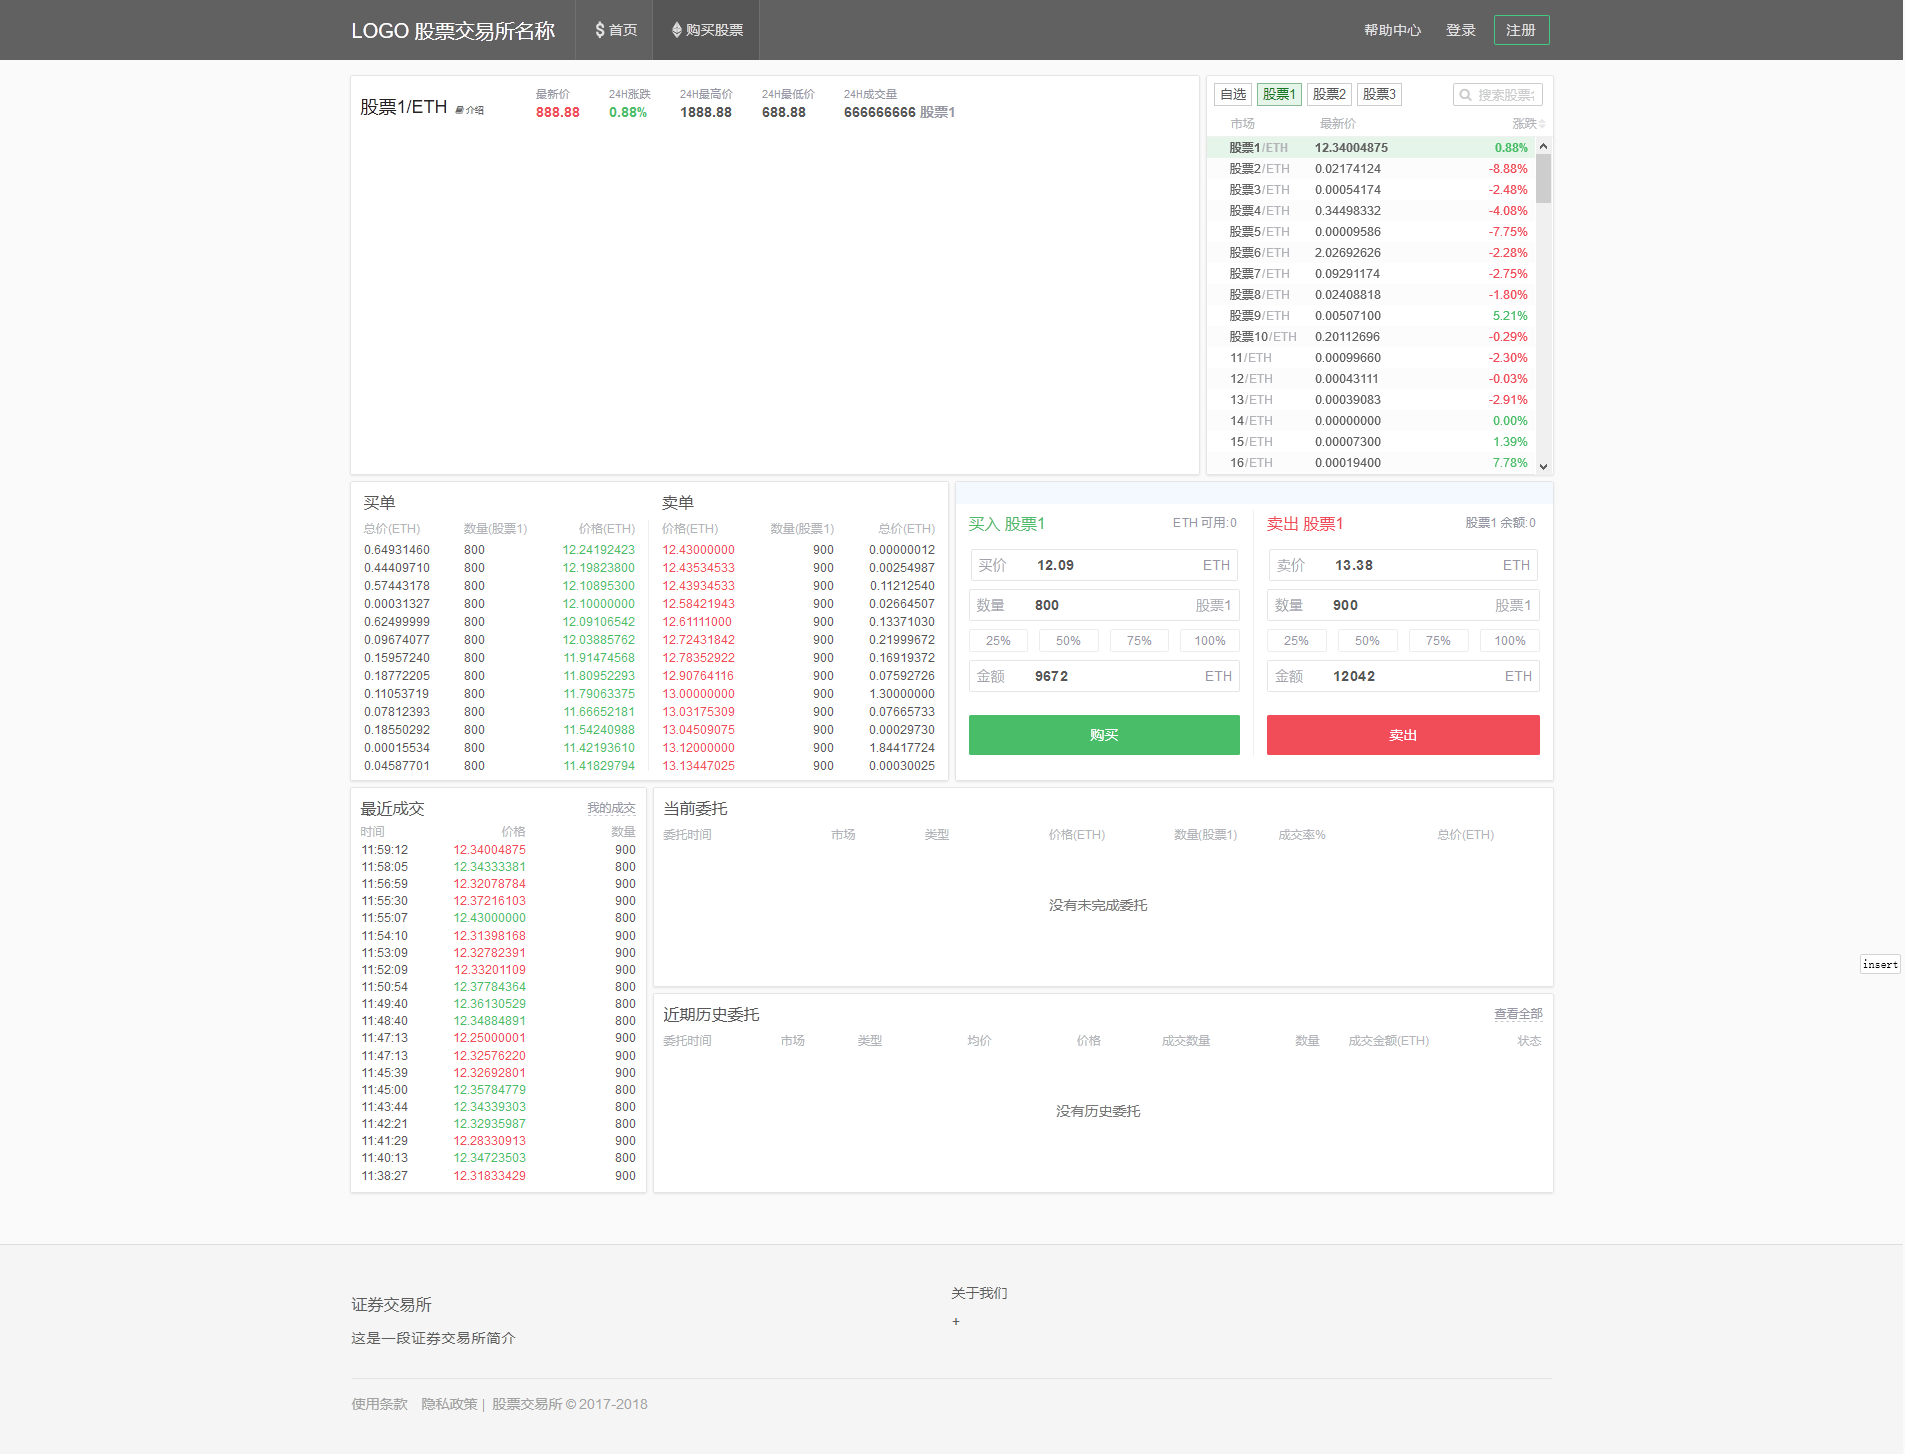 LOGO 股票交易所名称 首页 购买股票 帮助中心 登录 注册
股票1/ETH 介绍
最新价 24H涨跌 24H最高价 24H最低价 24H成交量
888.88 0.88% 1888.88 688.88 666666666 股票1
自选 股票1 股票2 股票3 搜索股票
市场 最新价 涨跌
股票1/ETH 12.34004875 0.88%
股票2/ETH 0.02174124 -8.88%
股票3/ETH 0.00054174 -2.48%
股票4/ETH 0.34498332 -4.08%
股票5/ETH 0.00009586 -7.75%
股票6/ETH 2.02692626 -2.28%
股票7/ETH 0.09291174 -2.75%
股票8/ETH 0.02408818 -1.80%
股票9/ETH 0.00507100 5.21%
股票10/ETH 0.20112696 -0.29%
11/ETH 0.00099660 -2.30%
12/ETH 0.00043111 -0.03%
13/ETH 0.00039083 -2.91%
14/ETH 0.00000000 0.00%
15/ETH 0.00007300 1.39%
16/ETH 0.00019400 7.78%
买单 卖单
总价(ETH) 数量(股票1) 价格(ETH) 价格(ETH) 数量(股票1) 总价(ETH)
0.64931460 800 12.24192423 12.43000000 900 0.00000012
0.44409710 800 12.19823800 12.43534533 900 0.00254987
0.57443178 800 12.10895300 12.43934533 900 0.11212540
0.00031327 800 12.10000000 12.58421943 900 0.02664507
0.62499999 800 12.09106542 12.61111000 900 0.13371030
0.09674077 800 12.03885762 12.72431842 900 0.21999672
0.15957240 800 11.91474568 12.78352922 900 0.16919372
0.18772205 800 11.80952293 12.90764116 900 0.07592726
0.11053719 800 11.79063375 13.00000000 900 1.30000000
0.07812393 800 11.66652181 13.03175309 900 0.07665733
0.18550292 800 11.54240988 13.04509075 900 0.00029730
0.00015534 800 11.42193610 13.12000000 900 1.84417724
0.04587701 800 11.41829794 13.13447025 900 0.00030025
买入 股票1 ETH 可用:0 卖出 股票1 股票1 余额:0
买价 12.09 ETH 卖价 13.38 ETH
数量 800 股票1 数量 900 股票1
25% 50% 75% 100% 25% 50% 75% 100%
金额 9672 ETH 金额 12042 ETH
购买 卖出
最近成交 我的成交
时间 价格 数量
11:59:12 12.34004875 900
11:58:05 12.34333381 800
11:56:59 12.32078784 900
11:55:30 12.37216103 900
11:55:07 12.43000000 800
11:54:10 12.31398168 900
11:53:09 12.32782391 900
11:52:09 12.33201109 900
11:50:54 12.37784364 800
11:49:40 12.36130529 800
11:48:40 12.34884891 800
11:47:13 12.25000001 900
11:47:13 12.32576220 900
11:45:39 12.32692801 900
11:45:00 12.35784779 800
11:43:44 12.34339303 800
11:42:21 12.32935987 800
11:41:29 12.28330913 900
11:40:13 12.34723503 800
11:38:27 12.31833429 900
当前委托
委托时间 市场 类型 价格(ETH) 数量(股票1) 成交率% 总价(ETH)
没有未完成委托
insert
近期历史委托 查看全部
委托时间 市场 类型 均价 价格 成交数量 数量 成交金额(ETH) 状态
没有历史委托
证券交易所
这是一段证券交易所简介
关于我们
+
使用条款 隐私政策 | 股票交易所 © 2017-2018